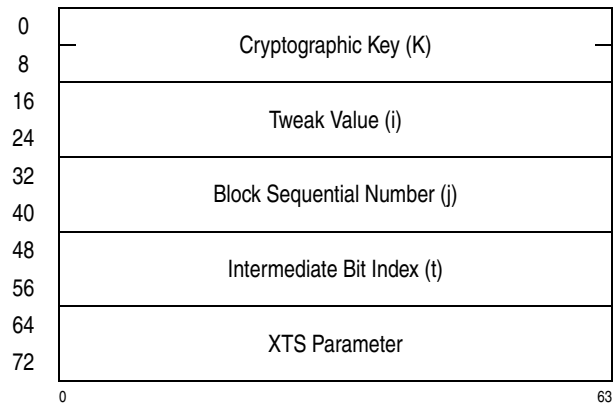 0
Cryptographic Key (K)
8
16
Tweak Value (i)
24
32
Block Sequential Number (j)
40
48
Intermediate Bit Index (t)
56
64
XTS Parameter
72
0 63